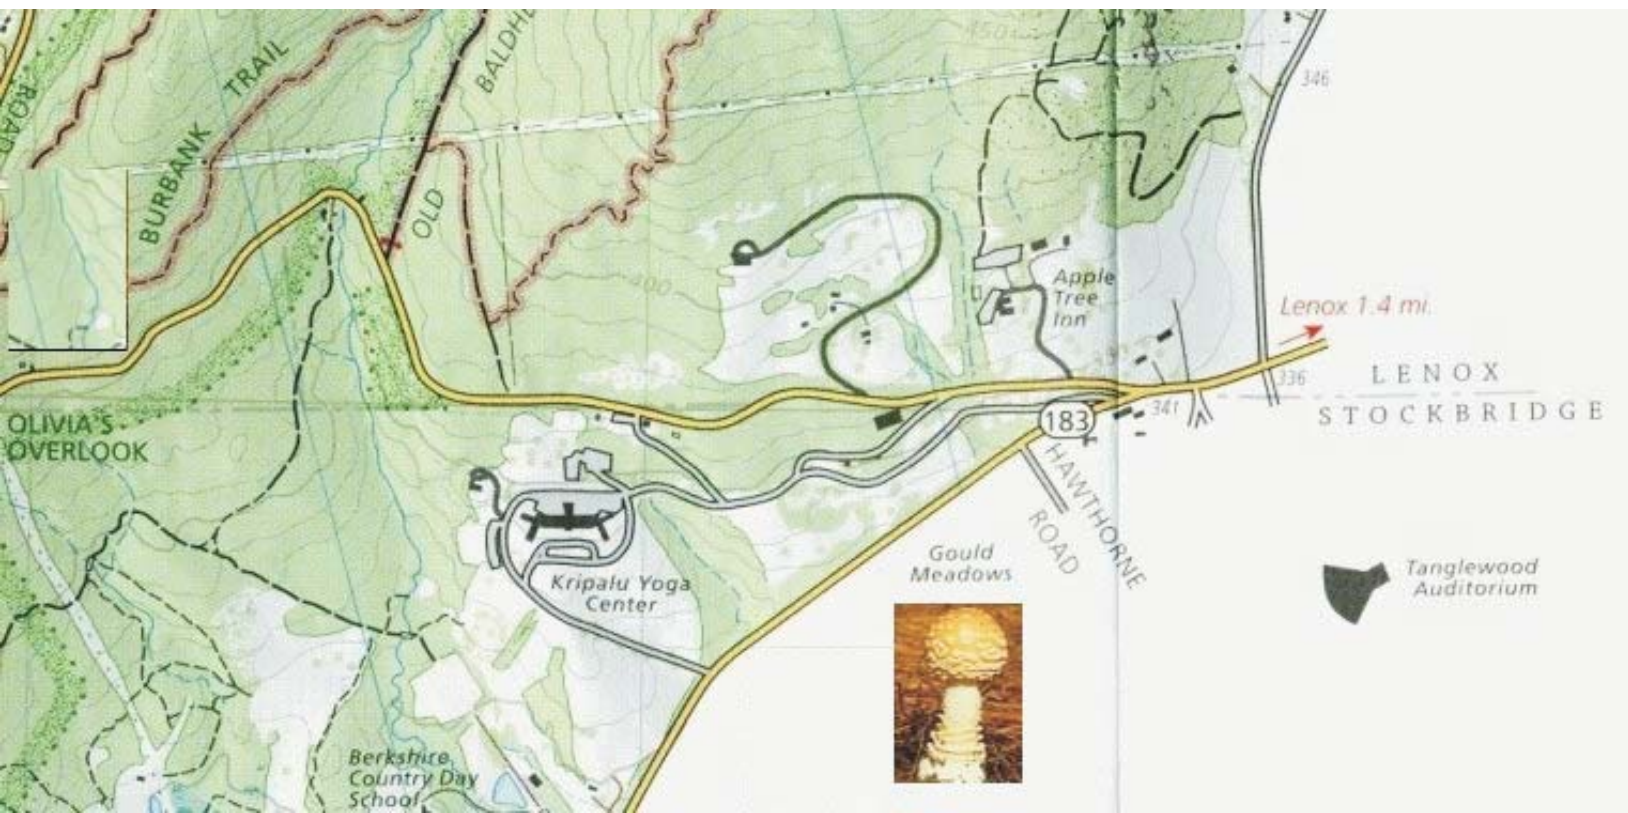 450
346
ROAD
TRAIL
BURBANK
BALDH
OLD
400
Apple
Tree
Inn
Lenox 1.4 mi.
336
LENOX
341
STOCKBRIDGE
183
OLIVIA'S
OVERLOOK
HAWTHORNE
ROAD
Gould
Meadows
Tanglewood
Auditorium
Kripalu Yoga
Center
Berkshire
Country Day
School